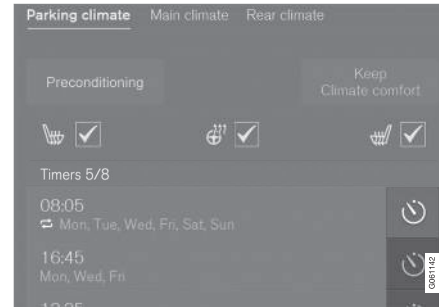 Parking climate Main climate Rear climate
Preconditioning
Keep
Climate comfort
Timers 5/8
08:05
Mon, Tue, Wed, Fri, Sat, Sun
16:45
Mon, Wed, Fri
G061142